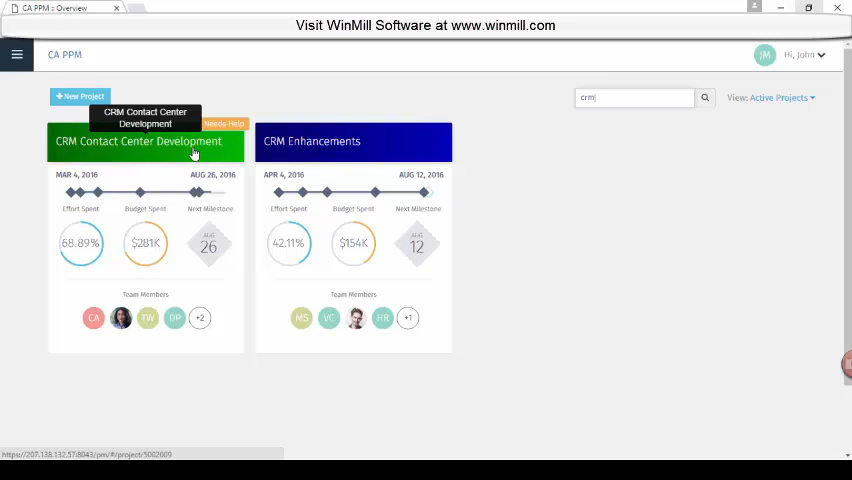 CA PPM :: Overview
Visit WinMill Software at www.winmill.com
CA PPM
JM
Hi, John
+ New Project
crm
View: Active Projects
CRM Contact Center
Development
Needs Help
CRM Contact Center Development
MAR 4, 2016
AUG 26, 2016
Effort Spent
Budget Spent
Next Milestone
68.89%
$281K
AUG
26
Team Members
CA
TW
DP
+2
CRM Enhancements
APR 4, 2016
AUG 12, 2016
Effort Spent
Budget Spent
Next Milestone
42.11%
$154K
AUG
12
Team Members
MS
VC
HR
+1
https://207.138.132.57:8043/pm/#/project/5002009